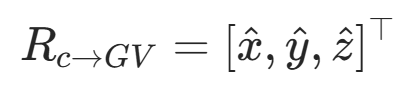 R_{c→GV} = [x̂, ŷ, ẑ]^⊤